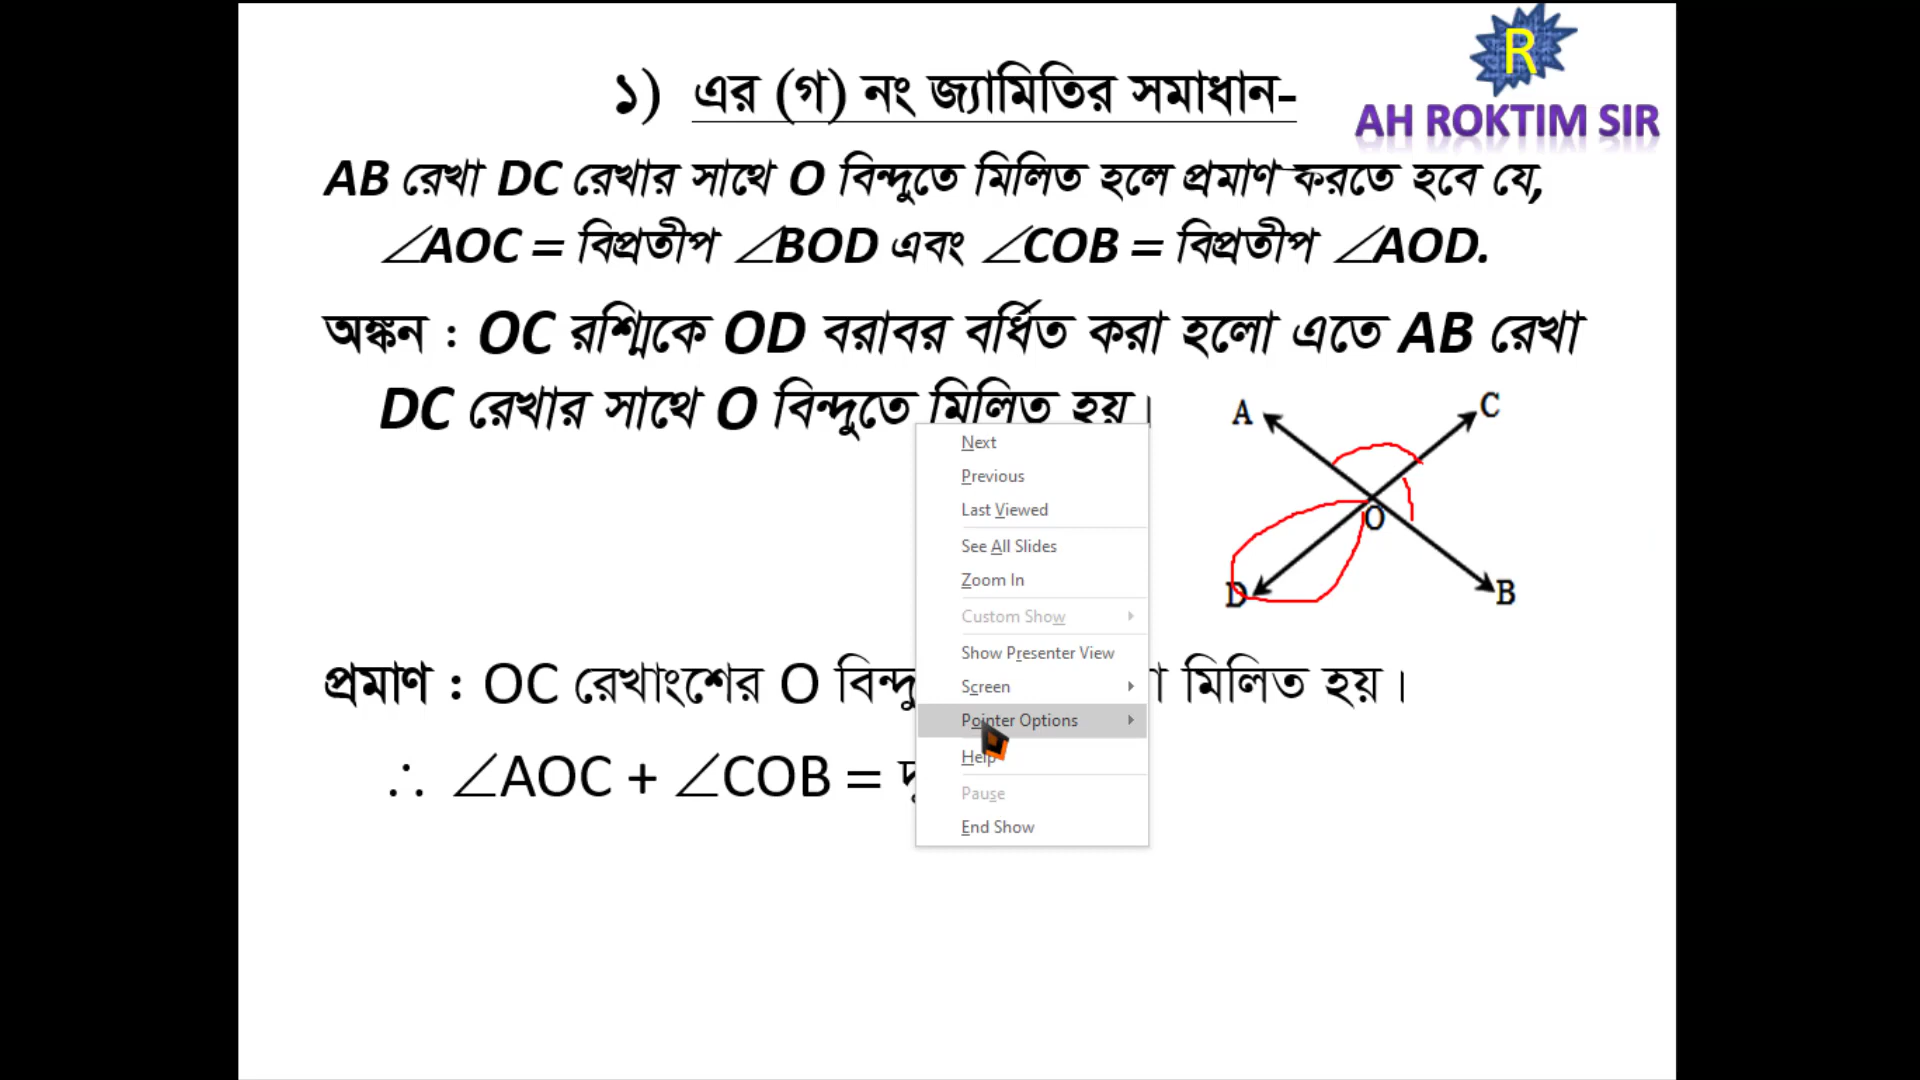 R
AH ROKTIM SIR
১) এর (গ) নং জ্যামিতির সমাধান-
AB রেখা DC রেখার সাথে O বিন্দুতে মিলিত হলে প্রমাণ করতে হবে যে,
∠AOC = বিপ্রতীপ ∠BOD এবং ∠COB = বিপ্রতীপ ∠AOD.
অঙ্কন : OC রশ্মিকে OD বরাবর বর্ধিত করা হলো এতে AB রেখা
DC রেখার সাথে O বিন্দুতে মিলিত হয়।
A
C
O
D
B
Next
Previous
Last Viewed
See All Slides
Zoom In
Custom Show
Show Presenter View
Screen
Pointer Options
Help
Pause
End Show
প্রমাণ : OC রেখাংশের O মিলিত হয়।
∴ ∠AOC + ∠COB =